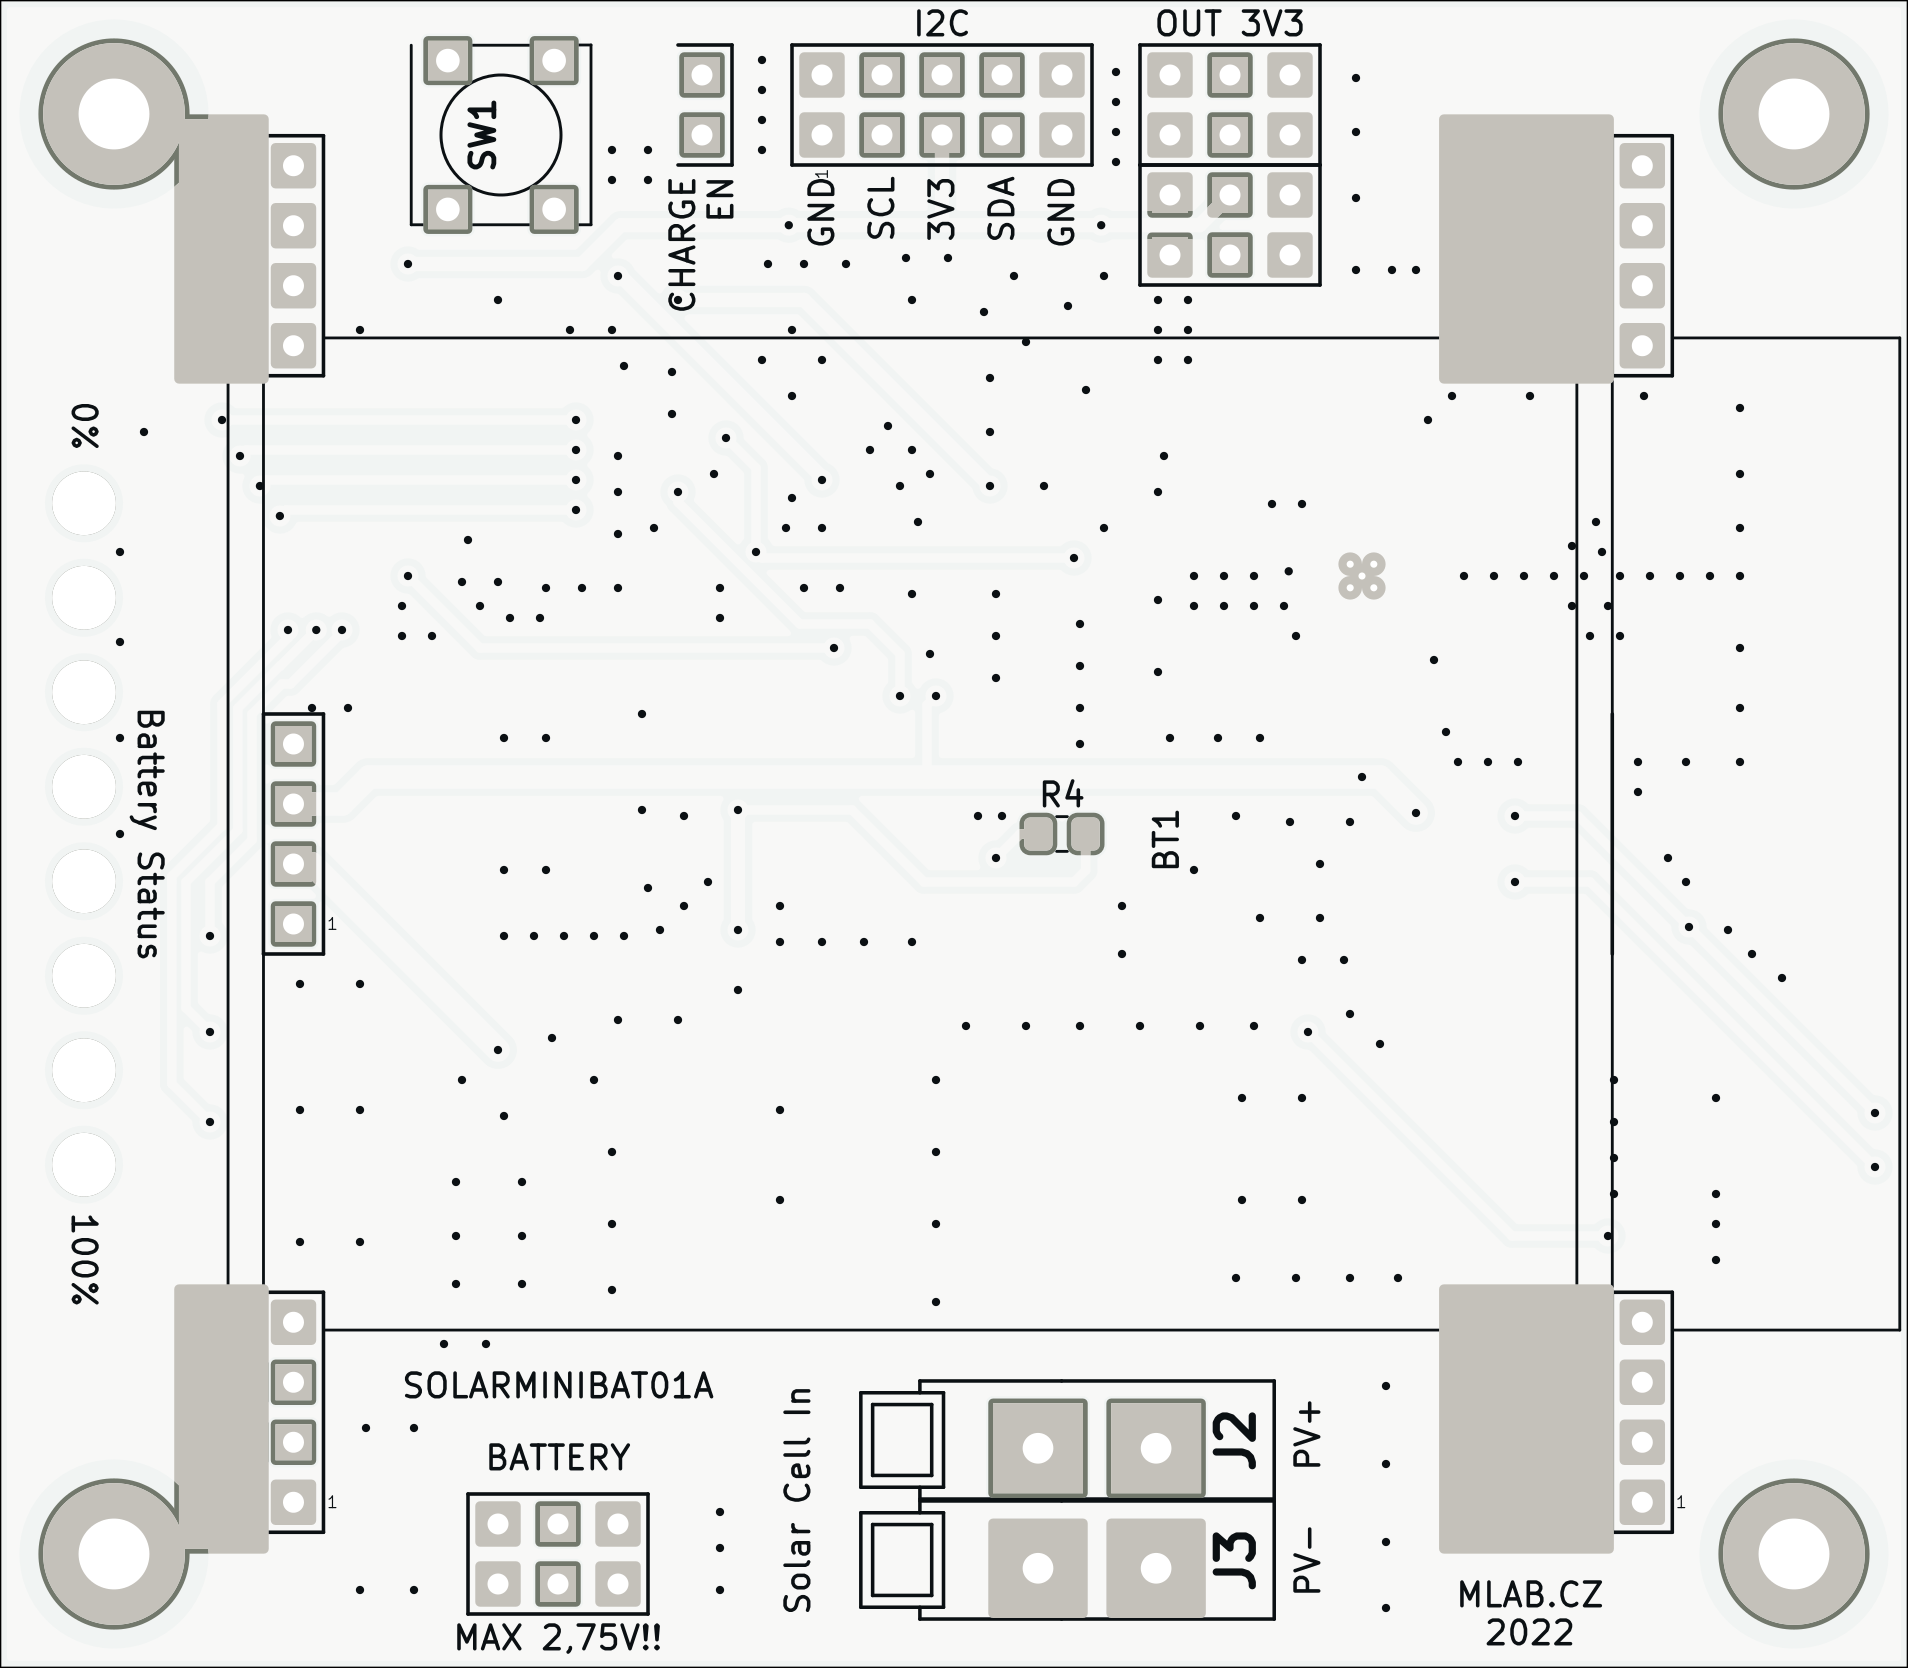 I2C
OUT 3V3
SW1
CHARGE
EN
1
GND
SCL
3V3
SDA
GND
0%
Battery Status
100%
R4
BT1
1
SOLARMINIBAT01A
BATTERY
MAX 2,75V!!
1
Solar Cell In
J2
PV+
J3
PV-
1
MLAB.CZ
2022